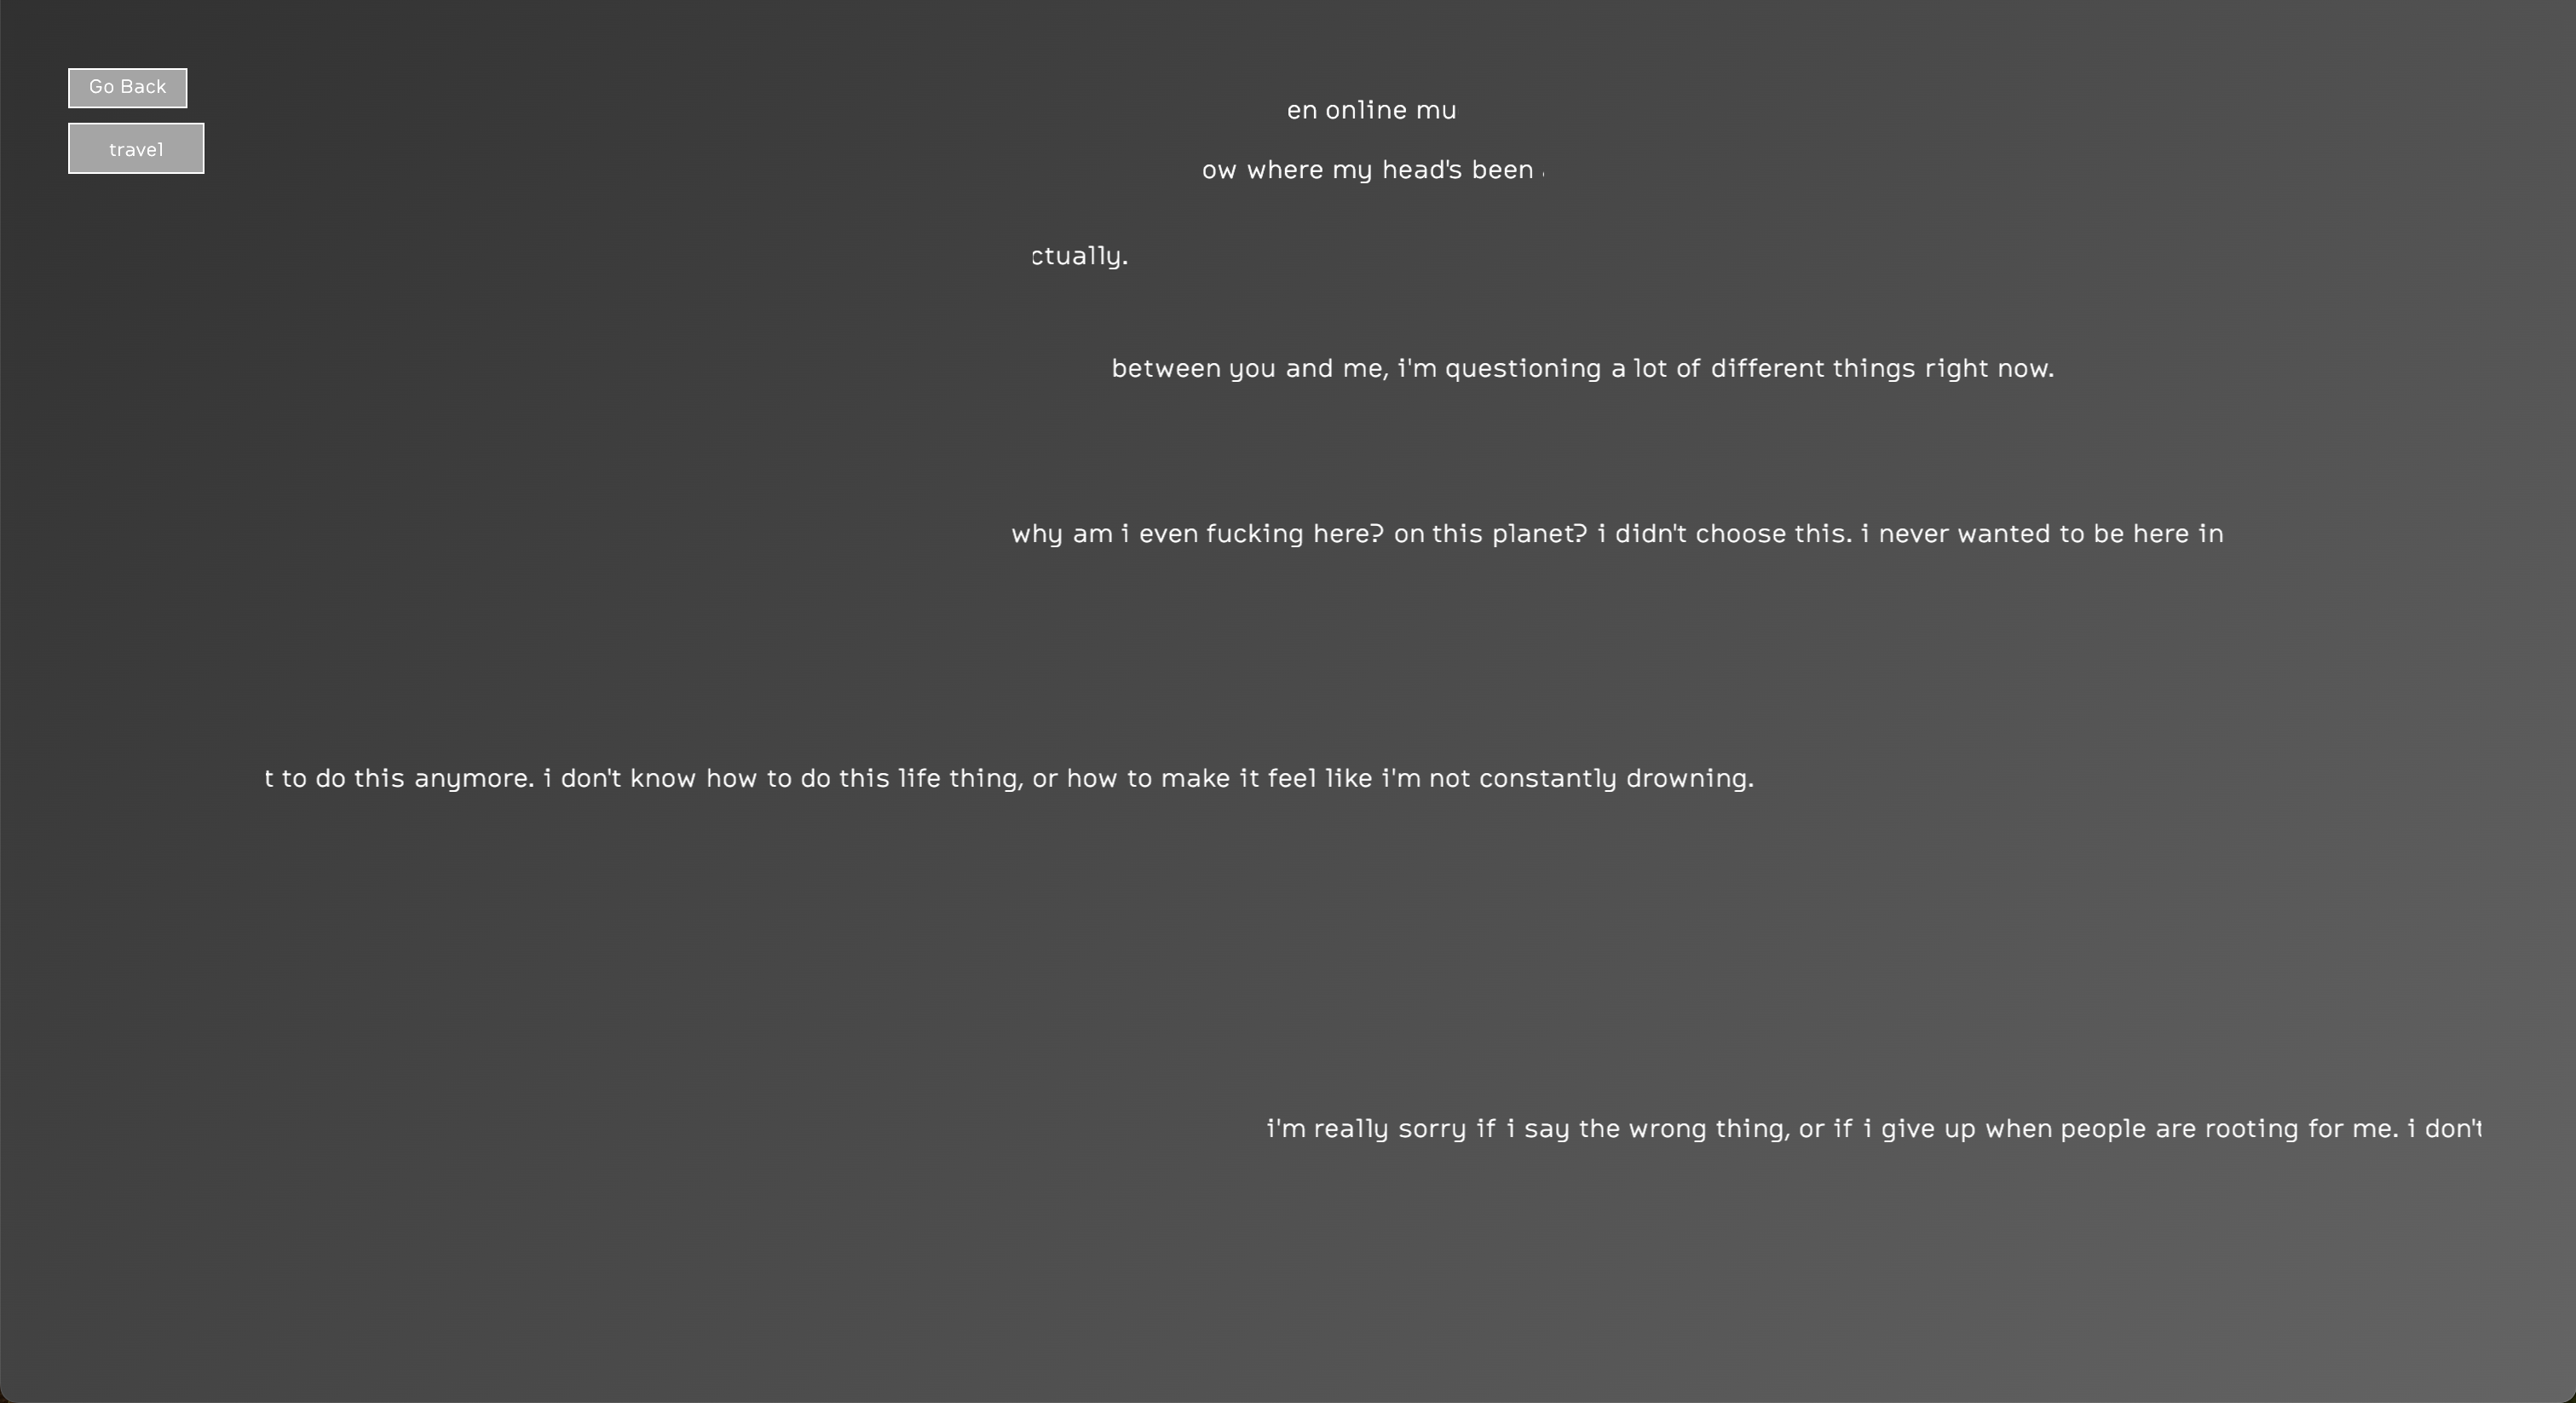 Go Back
travel
en online mu
ow where my head's been
ctually.
between you and me, i'm questioning a lot of different things right now.
why am i even fucking here? on this planet? i didn't choose this. i never wanted to be here in
t to do this anymore. i don't know how to do this life thing, or how to make it feel like i'm not constantly drowning.
i'm really sorry if i say the wrong thing, or if i give up when people are rooting for me. i don't